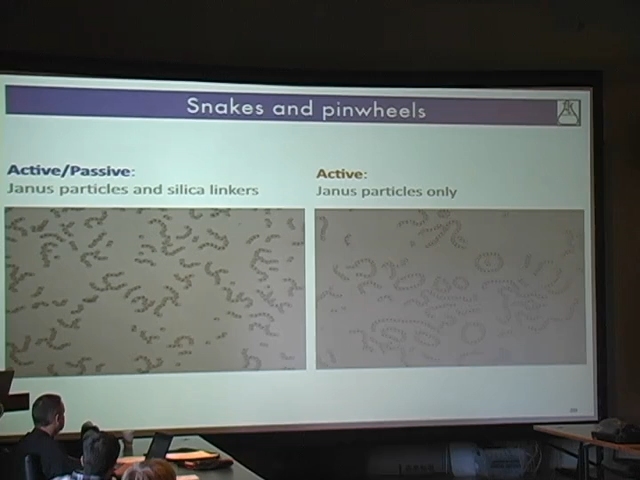 Snakes and pinwheels
Active/Passive:
Janus particles and silica linkers
Active:
Janus particles only